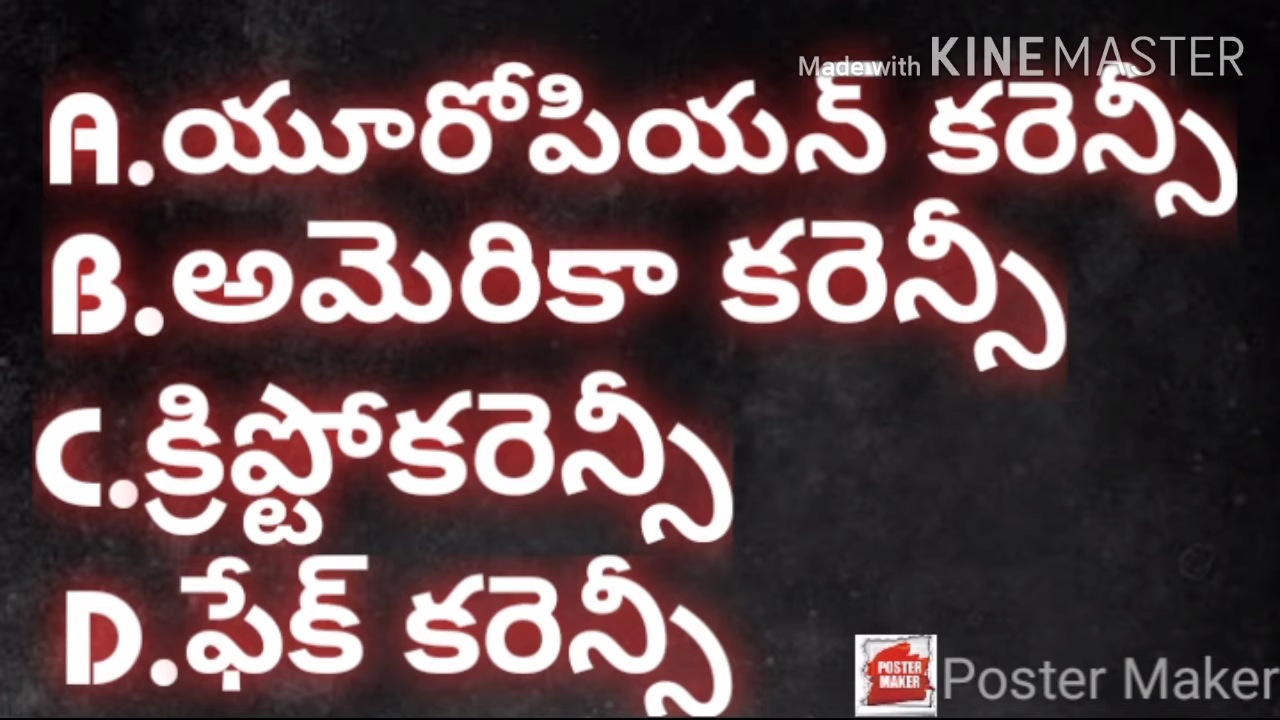 Made with KINEMASTER
A.యూరోపియన్ కరెన్సీ
B.అమెరికా కరెన్సీ
C.క్రిప్టోకరెన్సీ
D.ఫేక్ కరెన్సీ
POSTER
MAKER
Poster Maker